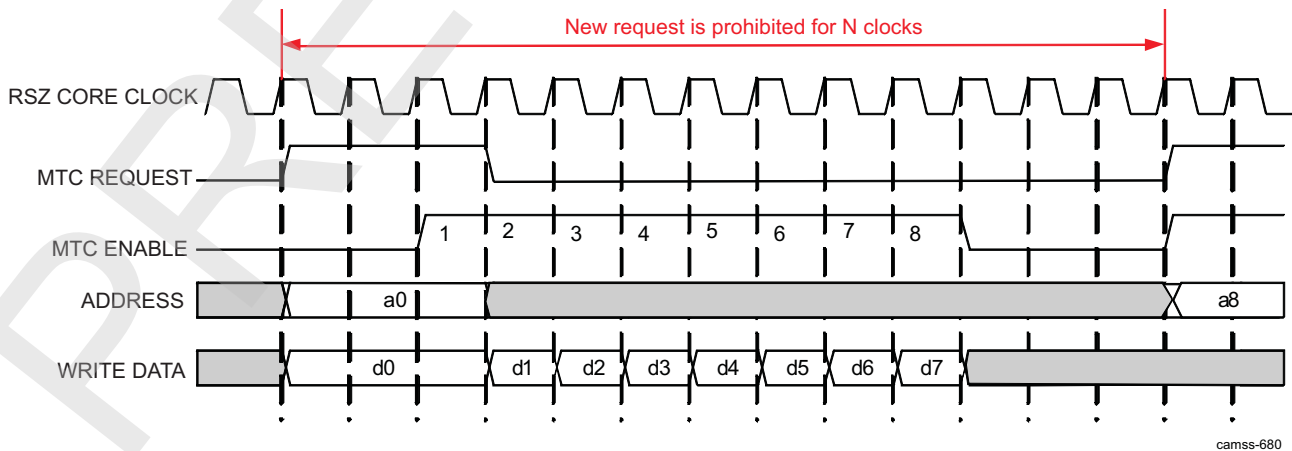 New request is prohibited for N clocks
RSZ CORE CLOCK
MTC REQUEST
MTC ENABLE 1 2 3 4 5 6 7 8
ADDRESS a0 a8
WRITE DATA d0 d1 d2 d3 d4 d5 d6 d7
camss-680
PRE